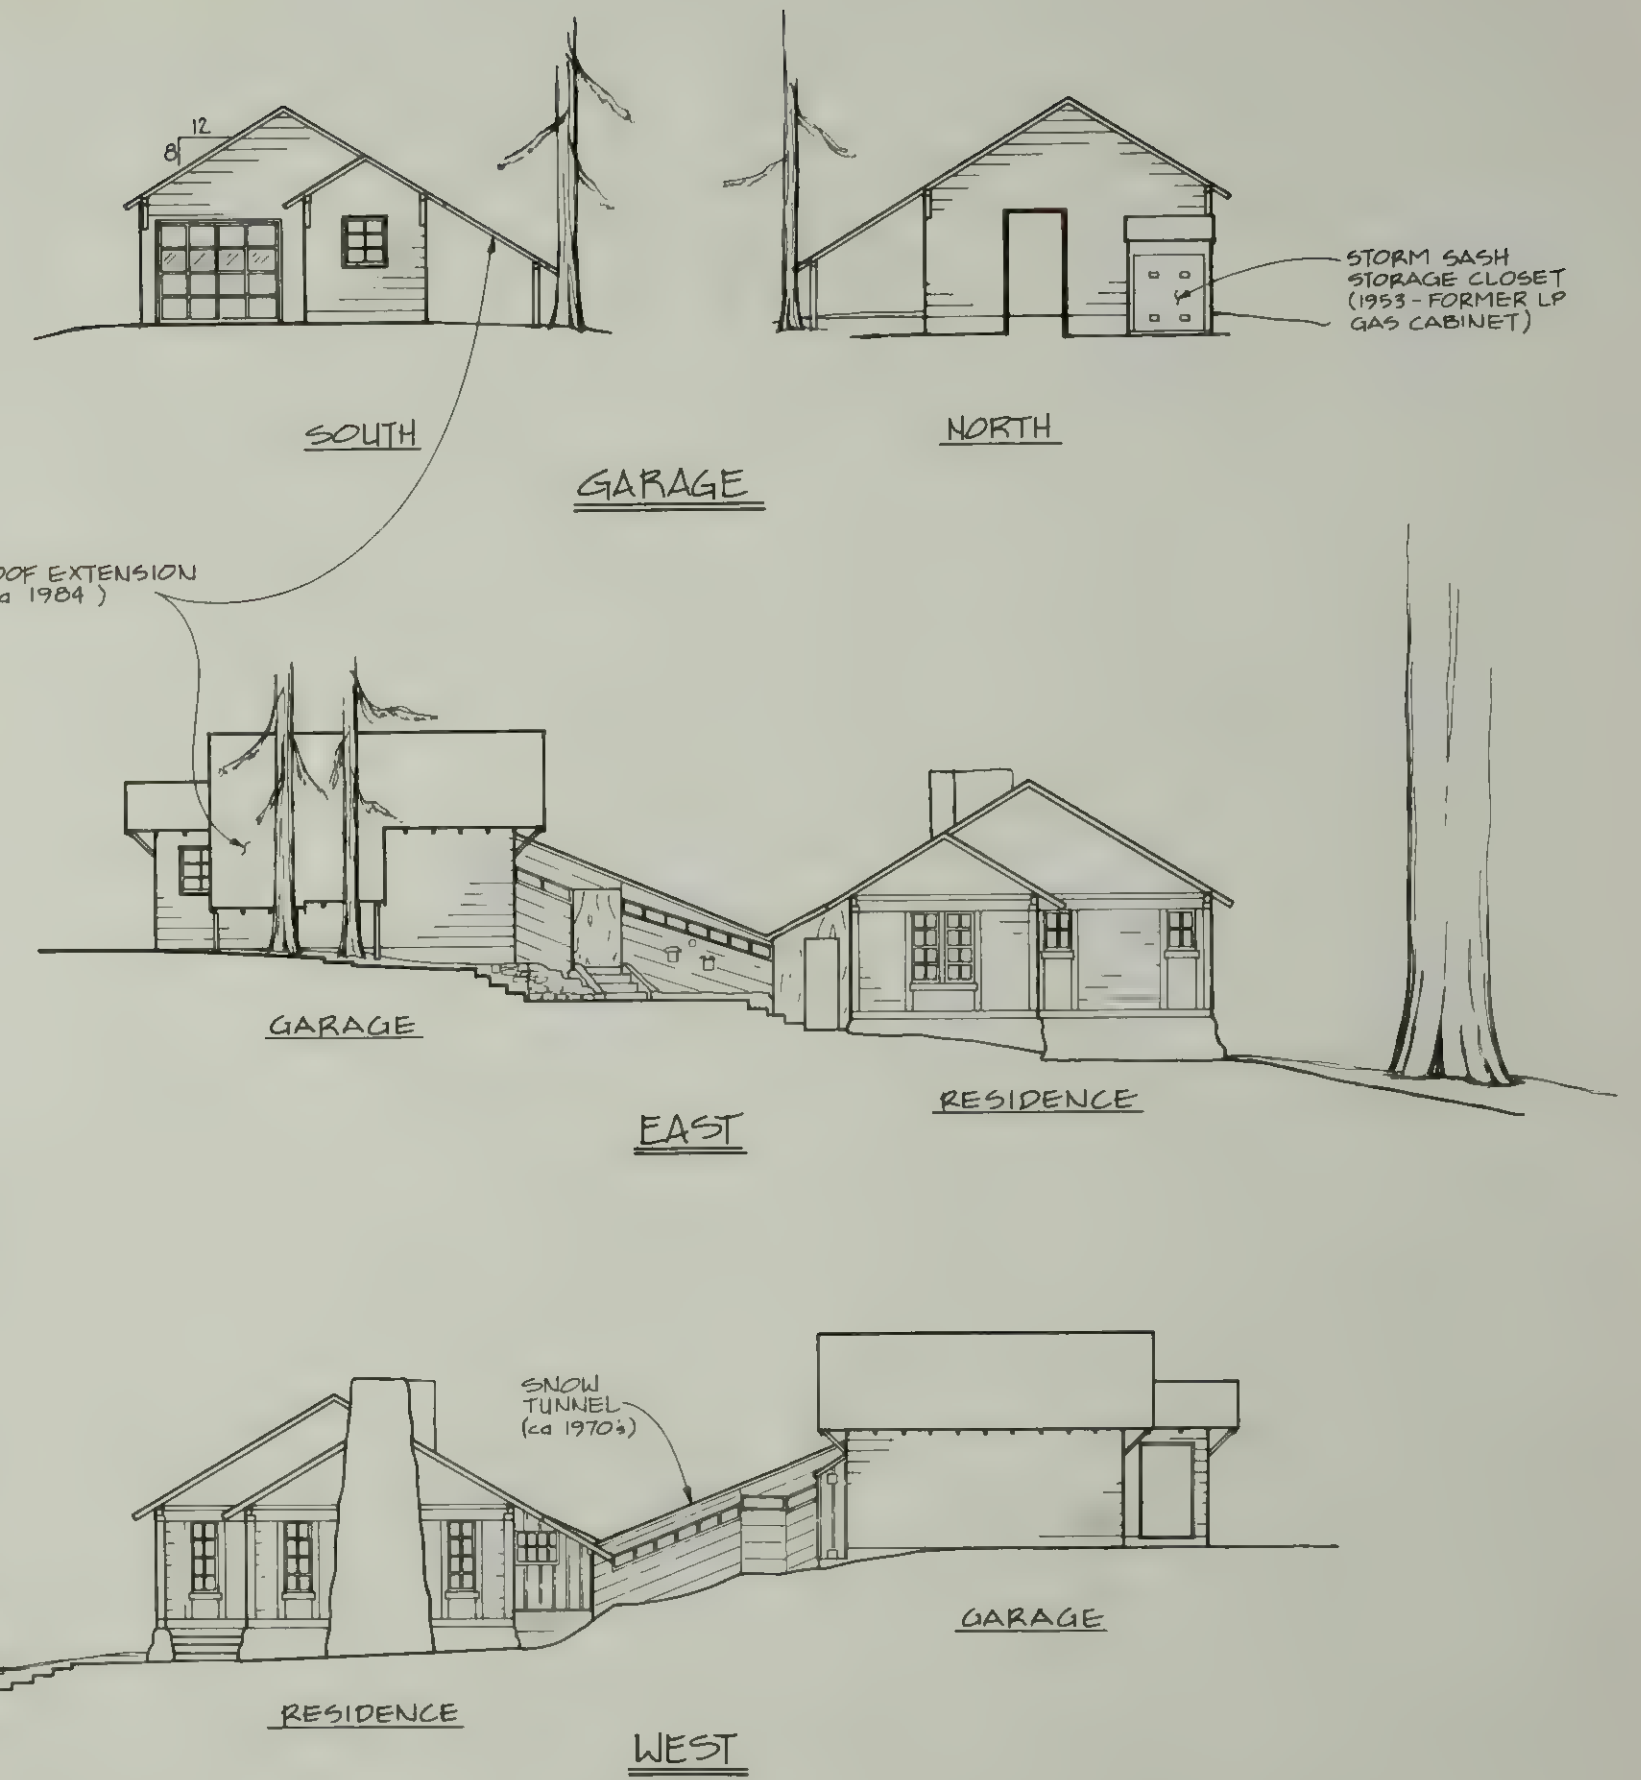 12
8
STORM SASH
STORAGE CLOSET
(1953 - FORMER LP
GAS CABINET)
SOUTH
NORTH
GARAGE
OOF EXTENSION
a 1984)
GARAGE
RESIDENCE
EAST
SNOW
TUNNEL
(ca 1970's)
GARAGE
RESIDENCE
WEST